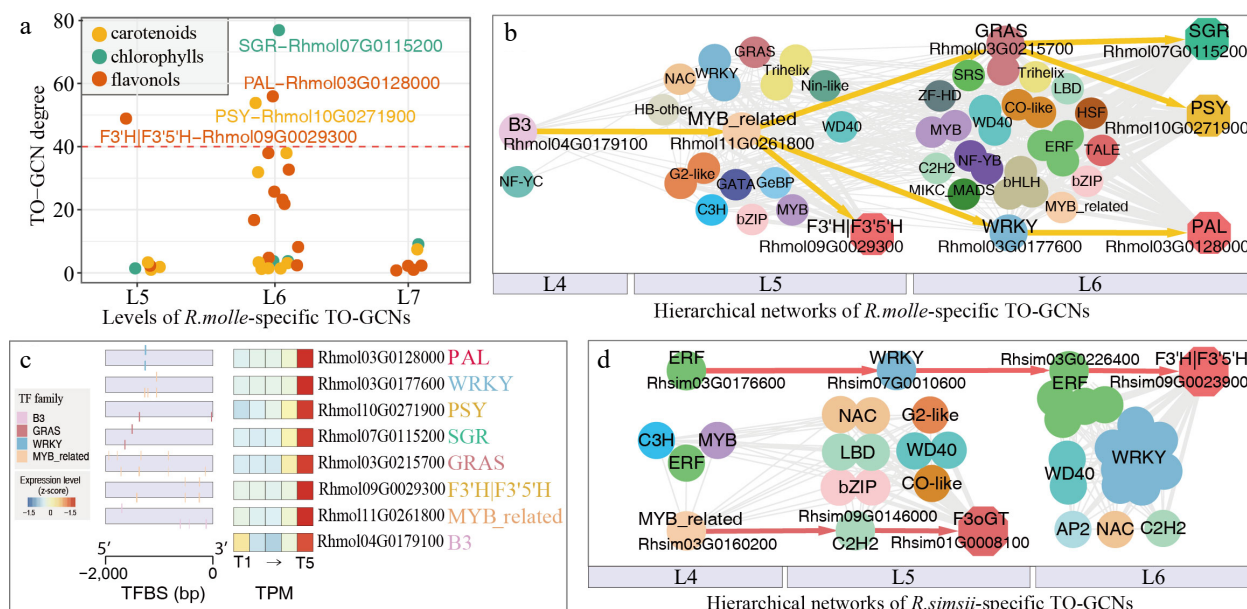 a
80
60
40
20
0
TO−GCN degree
carotenoids
chlorophylls
flavonols
SGR−Rhmol07G0115200
PAL−Rhmol03G0128000
PSY−Rhmol10G0271900
F3'H|F3'5'H−Rhmol09G0029300
L5
L6
L7
Levels of R.molle-specific TO-GCNs
b
B3
Rhmol04G0179100
NF-YC
NAC
WRKY
GRAS
Trihelix
Nin-like
HB-other
MYB_related
Rhmol11G0261800
WD40
G2-like
GATA
GeBP
C3H
bZIP
MYB
F3'H|F3'5'H
Rhmol09G0029300
GRAS
Rhmol03G0215700
SRS
Trihelix
LBD
ZF-HD
CO-like
HSF
MYB
WD40
ERF
TALE
NF-YB
C2H2
bHLH
bZIP
MIKC_MADS
MYB_related
WRKY
Rhmol03G0177600
SGR
Rhmol07G0115200
PSY
Rhmol10G0271900
PAL
Rhmol03G0128000
L4
L5
L6
Hierarchical networks of R.molle-specific TO-GCNs
c
TF family
B3
GRAS
WRKY
MYB_related
Expression level
(z-score)
−1.5
0
−1.5
Rhmol03G0128000 PAL
Rhmol03G0177600 WRKY
Rhmol10G0271900 PSY
Rhmol07G0115200 SGR
Rhmol03G0215700 GRAS
Rhmol09G0029300 F3'H|F3'5'H
Rhmol11G0261800 MYB_related
Rhmol04G0179100 B3
5′
3′
−2,000
0
TFBS (bp)
T1 → T5
TPM
d
ERF
Rhsim03G0176600
WRKY
Rhsim07G0010600
Rhsim03G0226400
ERF
F3'H|F3'5'H
Rhsim09G0023900
C3H
MYB
ERF
NAC
G2-like
LBD
WD40
bZIP
CO-like
WD40
WRKY
MYB_related
Rhsim03G0160200
Rhsim09G0146000
C2H2
F3oGT
Rhsim01G0008100
AP2
NAC
C2H2
L4
L5
L6
Hierarchical networks of R.simsii-specific TO-GCNs